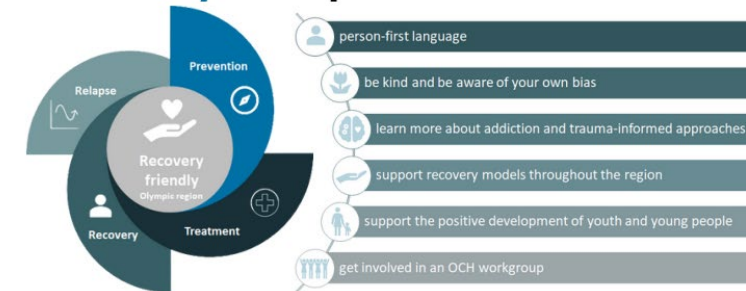 Prevention
Relapse
Recovery
friendly
Olympic region
Recovery
Treatment
person-first language
be kind and be aware of your own bias
learn more about addiction and trauma-informed approaches
support recovery models throughout the region
support the positive development of youth and young people
get involved in an OCH workgroup